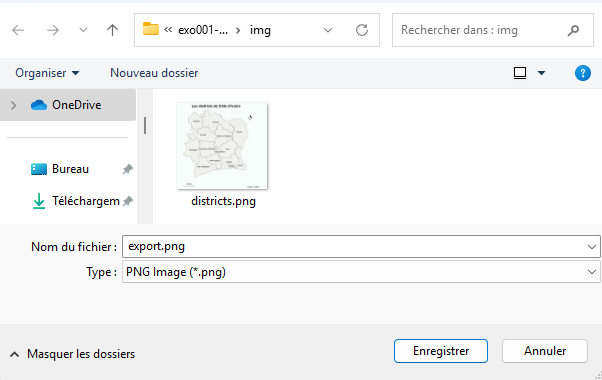 « exo001-... > img
Rechercher dans : img
Organiser
Nouveau dossier
?
OneDrive
Bureau
Téléchargem
Les districts de Côte d'Ivoire
districts.png
Nom du fichier :
export.png
Type :
PNG Image (*.png)
Masquer les dossiers
Enregistrer
Annuler